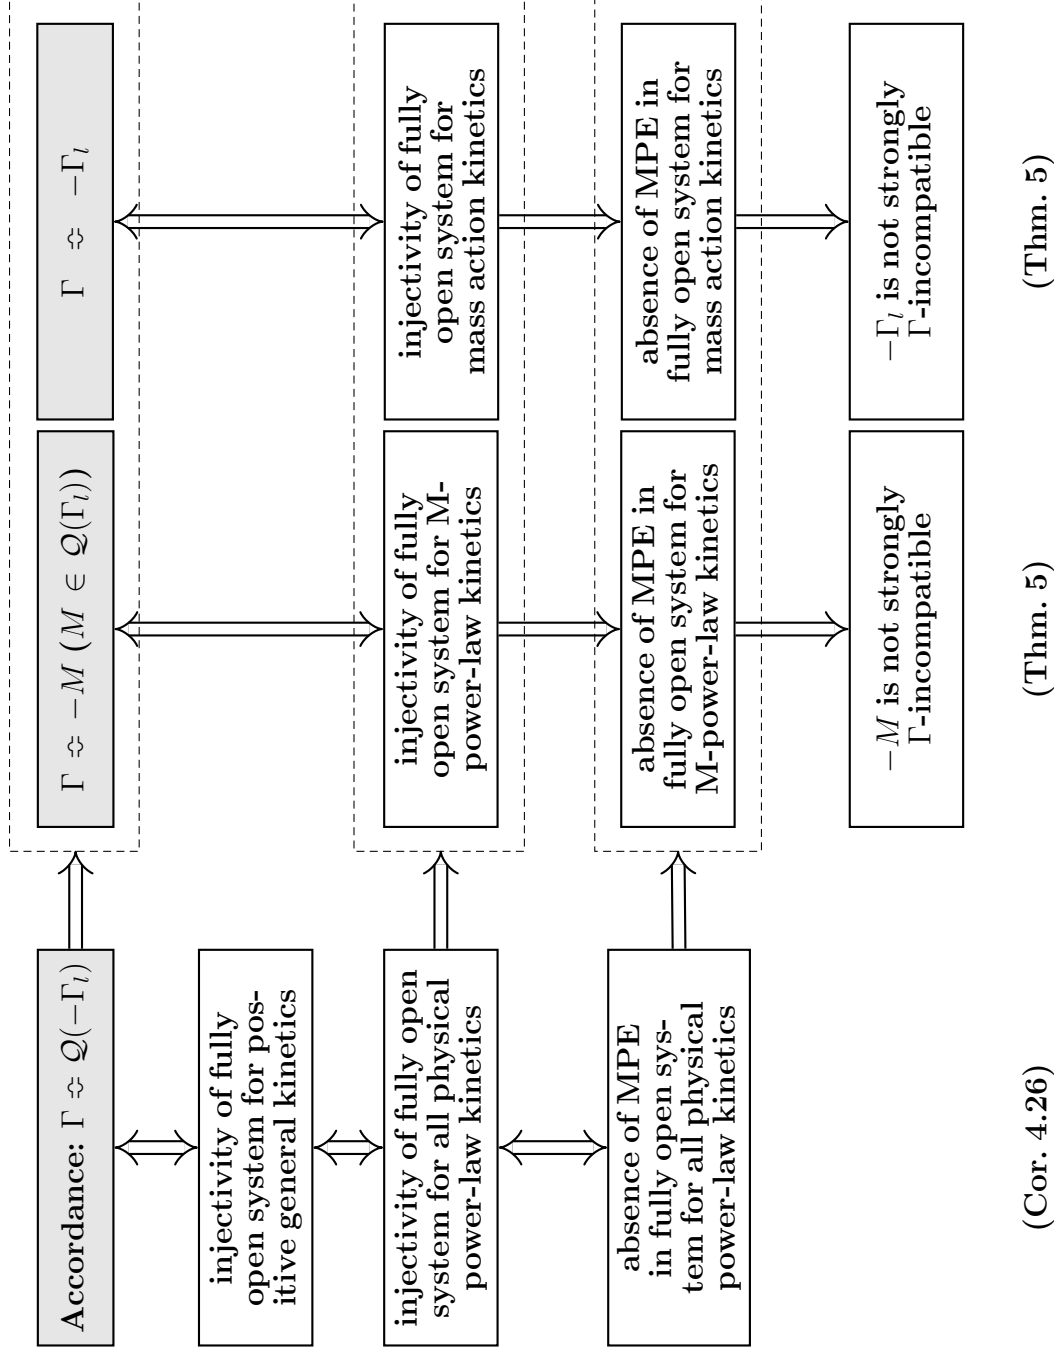 Accordance: Γ ≎ 𝒬(−Γ_l)
injectivity of fully
open system for pos-
itive general kinetics
injectivity of fully open
system for all physical
power-law kinetics
absence of MPE
in fully open sys-
tem for all physical
power-law kinetics
(Cor. 4.26)
Γ ≎ −M (M ∈ 𝒬(Γ_l))
injectivity of fully
open system for M-
power-law kinetics
absence of MPE in
fully open system for
M-power-law kinetics
−M is not strongly
Γ-incompatible
(Thm. 5)
Γ ≎ −Γ_l
injectivity of fully
open system for
mass action kinetics
absence of MPE in
fully open system for
mass action kinetics
−Γ_l is not strongly
Γ-incompatible
(Thm. 5)